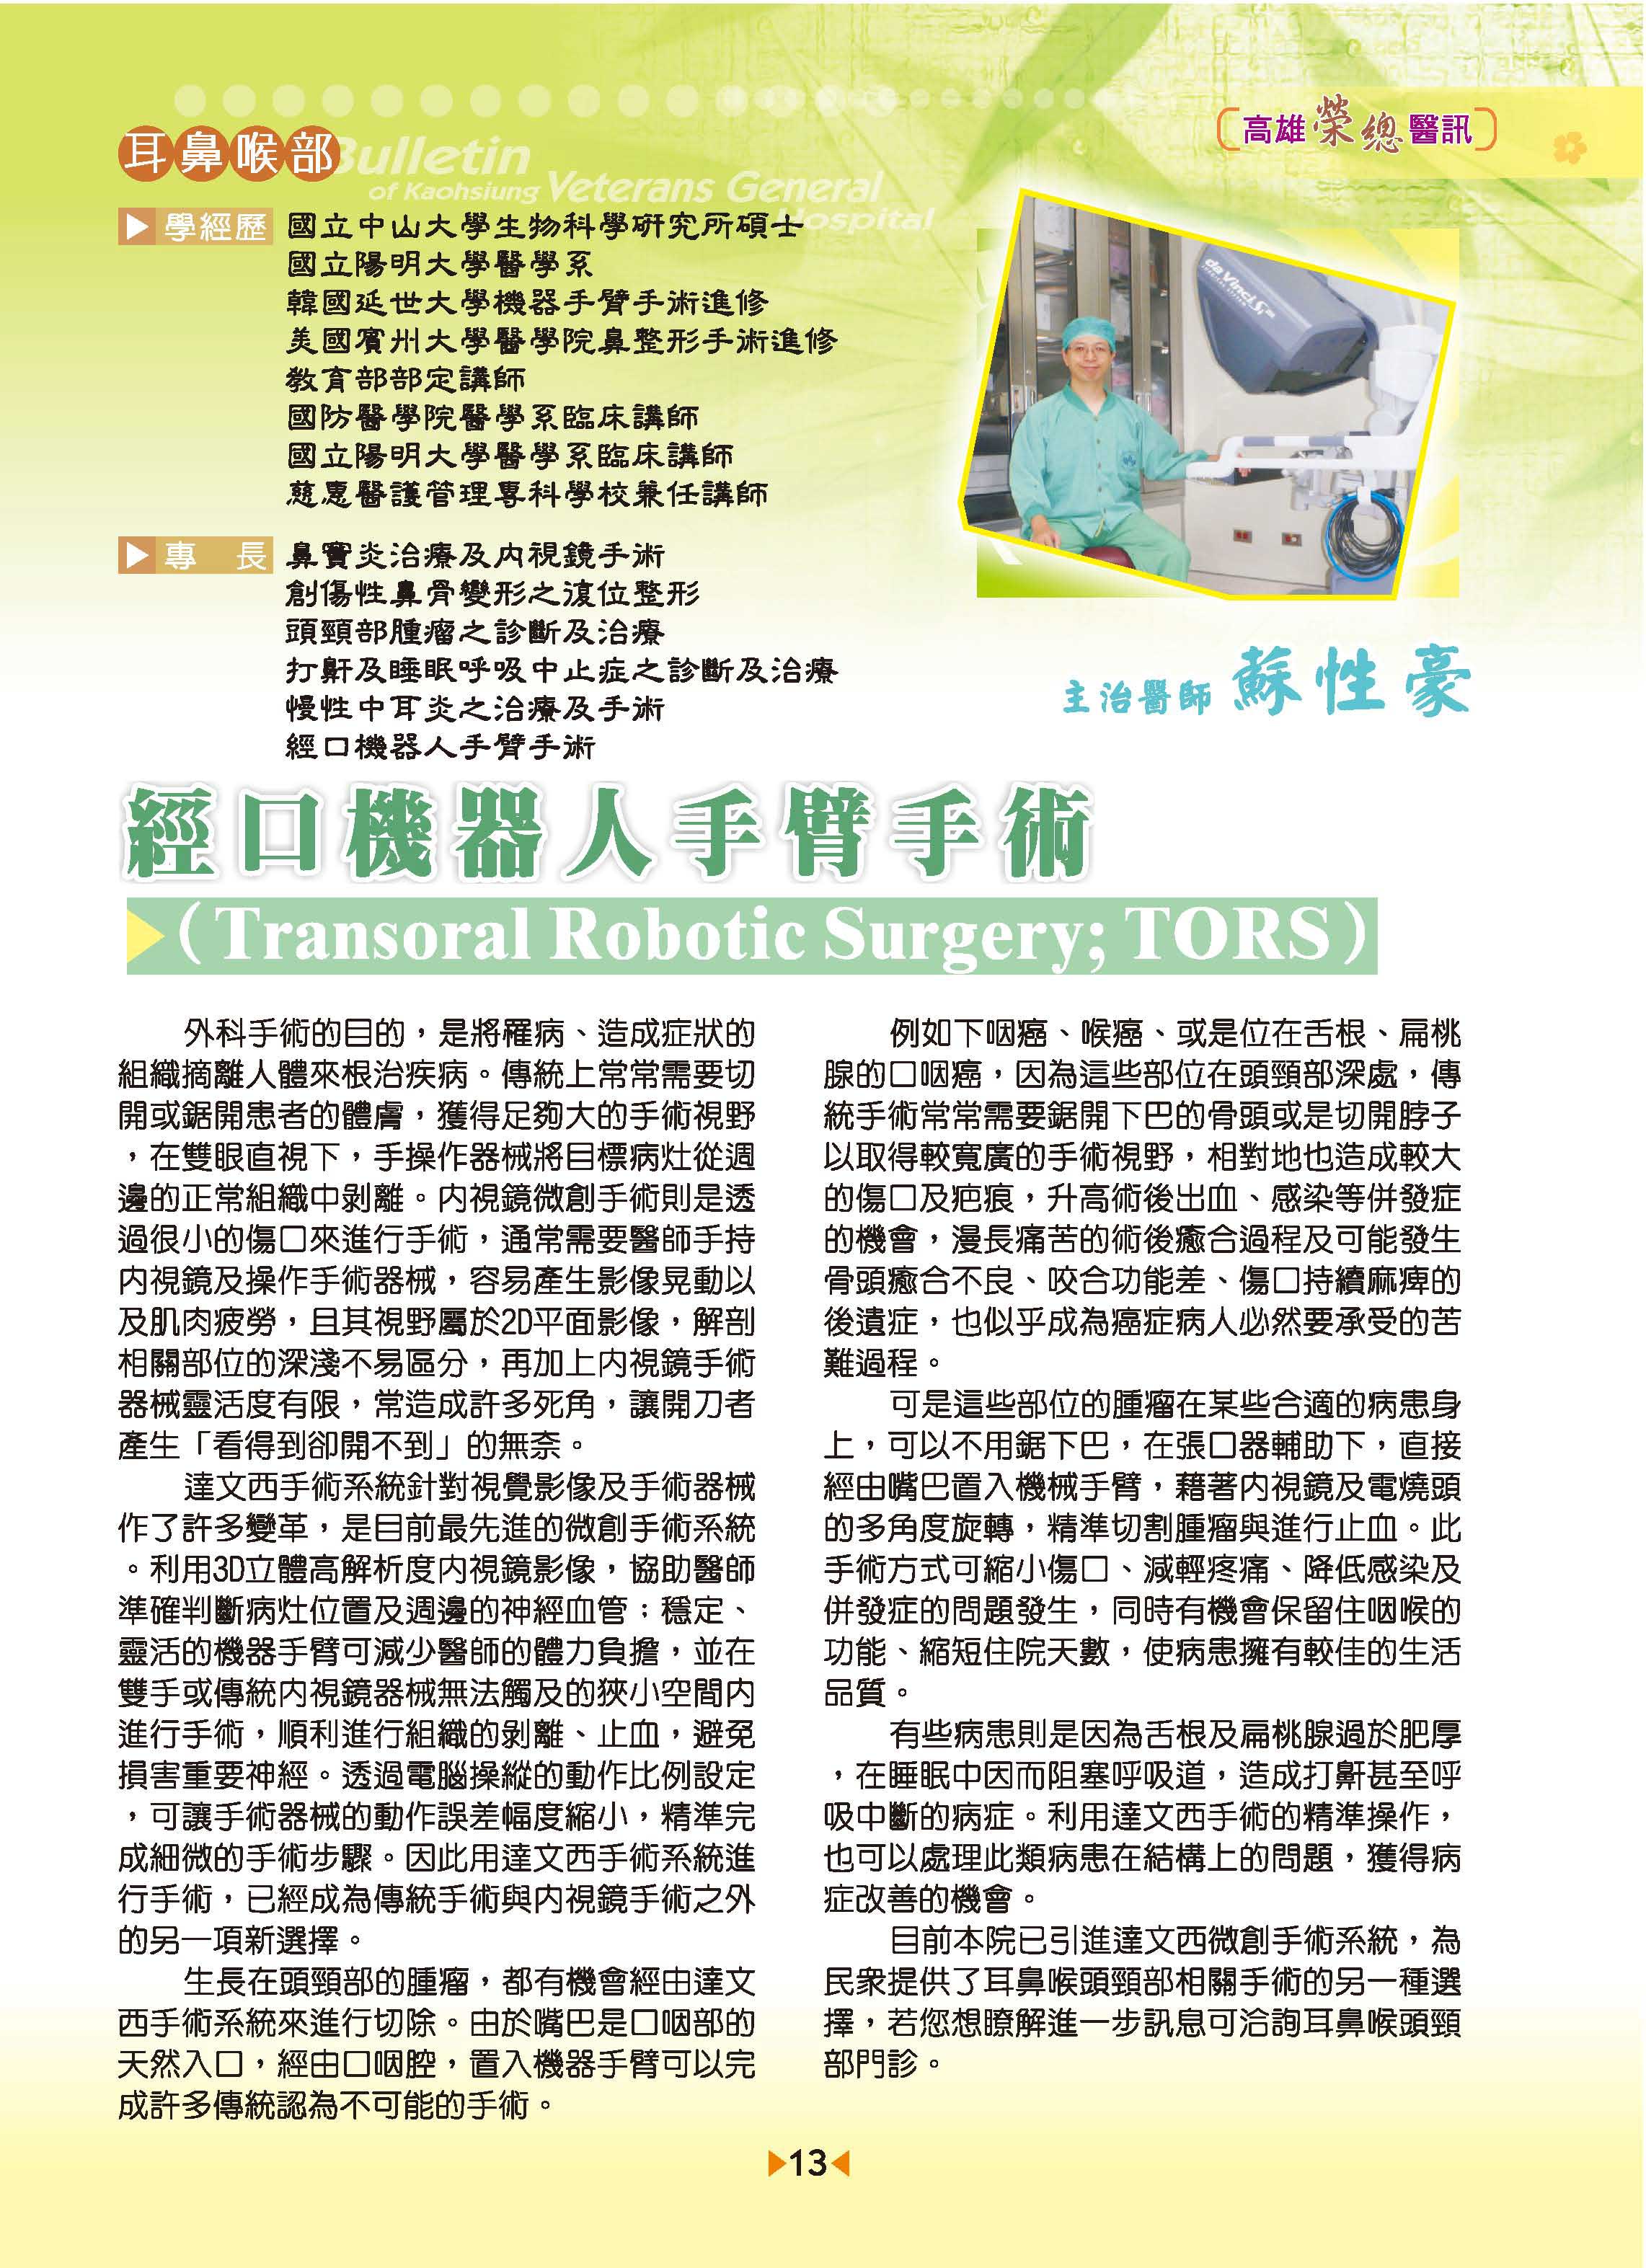 高雄榮總醫訊
耳鼻喉部
Bulletin
of Kaohsiung Veterans General
Hospital
學經歷 國立中山大學生物科學研究所碩士
國立陽明大學醫學系
韓國延世大學機器手臂手術進修
美國賓州大學醫學院鼻整形手術進修
教育部部定講師
國防醫學院醫學系臨床講師
國立陽明大學醫學系臨床講師
慈惠醫護管理專科學校兼任講師
專 長 鼻竇炎治療及內視鏡手術
創傷性鼻骨變形之復位整形
頭頸部腫瘤之診斷及治療
打鼾及睡眠呼吸中止症之診斷及治療
慢性中耳炎之治療及手術
經口機器人手臂手術
da Vinci Si
主治醫師 蘇性豪
經口機器人手臂手術
（Transoral Robotic Surgery; TORS）
外科手術的目的，是將罹病、造成症狀的
組織摘離人體來根治疾病。傳統上常常需要切
開或鋸開患者的體膚，獲得足夠大的手術視野
，在雙眼直視下，手操作器械將目標病灶從週
邊的正常組織中剝離。內視鏡微創手術則是透
過很小的傷口來進行手術，通常需要醫師手持
內視鏡及操作手術器械，容易產生影像晃動以
及肌肉疲勞，且其視野屬於2D平面影像，解剖
相關部位的深淺不易區分，再加上內視鏡手術
器械靈活度有限，常造成許多死角，讓開刀者
產生「看得到卻開不到」的無奈。
達文西手術系統針對視覺影像及手術器械
作了許多變革，是目前最先進的微創手術系統
。利用3D立體高解析度內視鏡影像，協助醫師
準確判斷病灶位置及週邊的神經血管；穩定、
靈活的機器手臂可減少醫師的體力負擔，並在
雙手或傳統內視鏡器械無法觸及的狹小空間內
進行手術，順利進行組織的剝離、止血，避免
損害重要神經。透過電腦操縱的動作比例設定
，可讓手術器械的動作誤差幅度縮小，精準完
成細微的手術步驟。因此用達文西手術系統進
行手術，已經成為傳統手術與內視鏡手術之外
的另一項新選擇。
生長在頭頸部的腫瘤，都有機會經由達文
西手術系統來進行切除。由於嘴巴是口咽部的
天然入口，經由口咽腔，置入機器手臂可以完
成許多傳統認為不可能的手術。
例如下咽癌、喉癌、或是位在舌根、扁桃
腺的口咽癌，因為這些部位在頭頸部深處，傳
統手術常常需要鋸開下巴的骨頭或是切開脖子
以取得較寬廣的手術視野，相對地也造成較大
的傷口及疤痕，升高術後出血、感染等併發症
的機會，漫長痛苦的術後癒合過程及可能發生
骨頭癒合不良、咬合功能差、傷口持續麻痺的
後遺症，也似乎成為癌症病人必然要承受的苦
難過程。
可是這些部位的腫瘤在某些合適的病患身
上，可以不用鋸下巴，在張口器輔助下，直接
經由嘴巴置入機械手臂，藉著內視鏡及電燒頭
的多角度旋轉，精準切割腫瘤與進行止血。此
手術方式可縮小傷口、減輕疼痛、降低感染及
併發症的問題發生，同時有機會保留住咽喉的
功能、縮短住院天數，使病患擁有較佳的生活
品質。
有些病患則是因為舌根及扁桃腺過於肥厚
，在睡眠中因而阻塞呼吸道，造成打鼾甚至呼
吸中斷的病症。利用達文西手術的精準操作，
也可以處理此類病患在結構上的問題，獲得病
症改善的機會。
目前本院已引進達文西微創手術系統，為
民眾提供了耳鼻喉頭頸部相關手術的另一種選
擇，若您想瞭解進一步訊息可洽詢耳鼻喉頭頸
部門診。
13